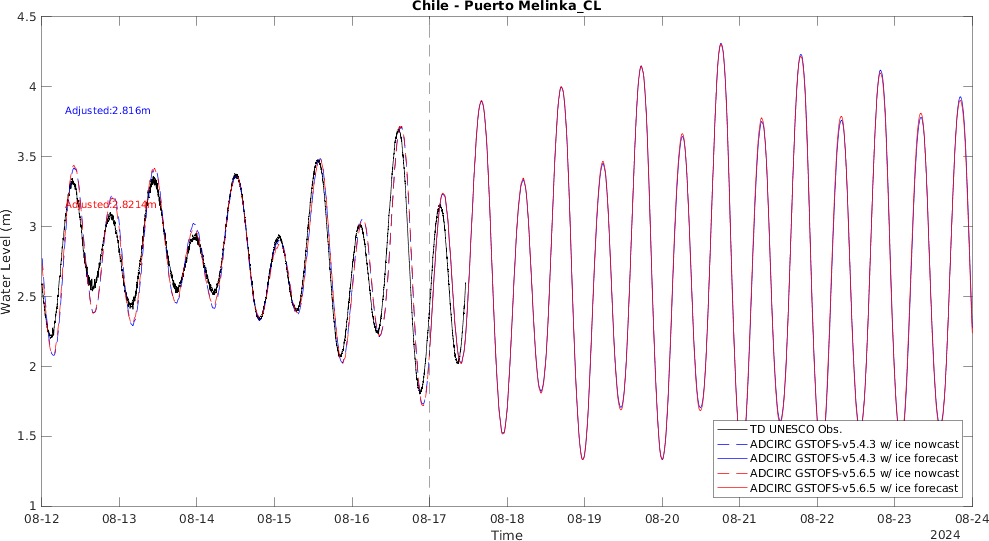 Chile - Puerto Melinka_CL
4.5
4
3.5
3
2.5
2
1.5
1
Water Level (m)
Adjusted:2.816m
Adjusted:2.8214m
TD UNESCO Obs.
ADCIRC GSTOFS-v5.4.3 w/ ice nowcast
ADCIRC GSTOFS-v5.4.3 w/ ice forecast
ADCIRC GSTOFS-v5.6.5 w/ ice nowcast
ADCIRC GSTOFS-v5.6.5 w/ ice forecast
08-12 08-13 08-14 08-15 08-16 08-17 08-18 08-19 08-20 08-21 08-22 08-23 08-24
Time
2024